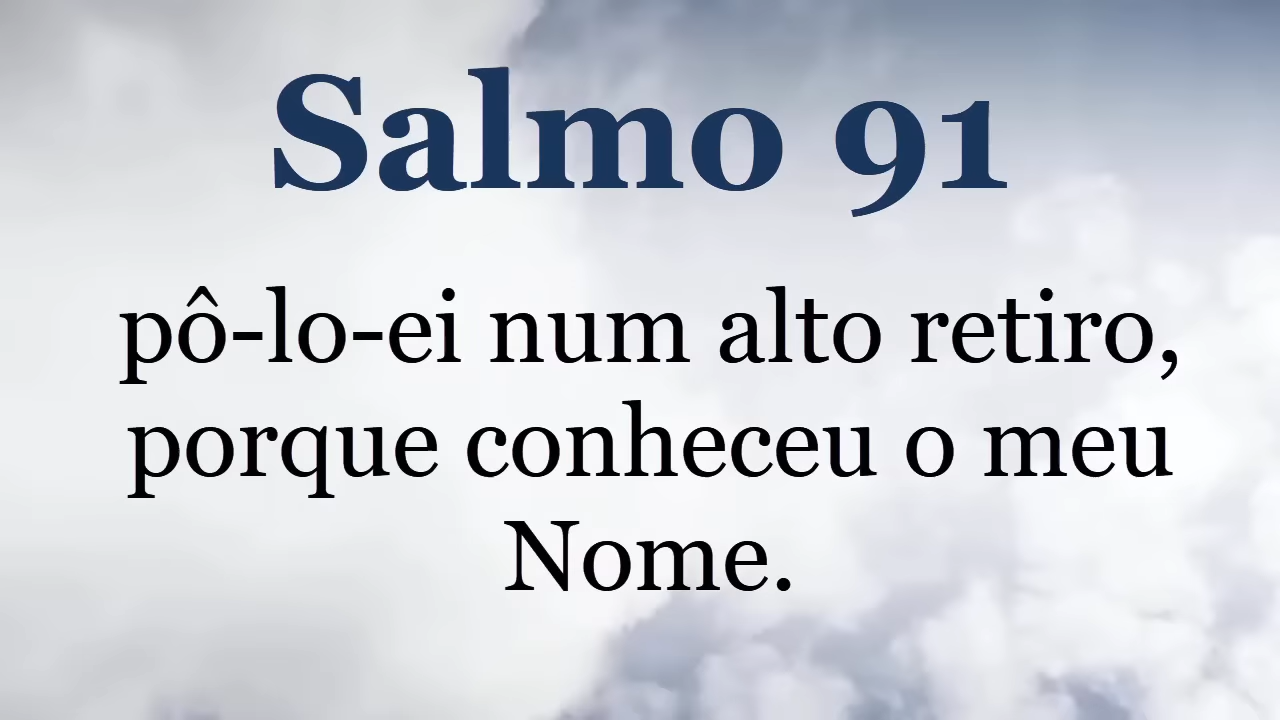 Salmo 91
pô-lo-ei num alto retiro,
porque conheceu o meu
Nome.